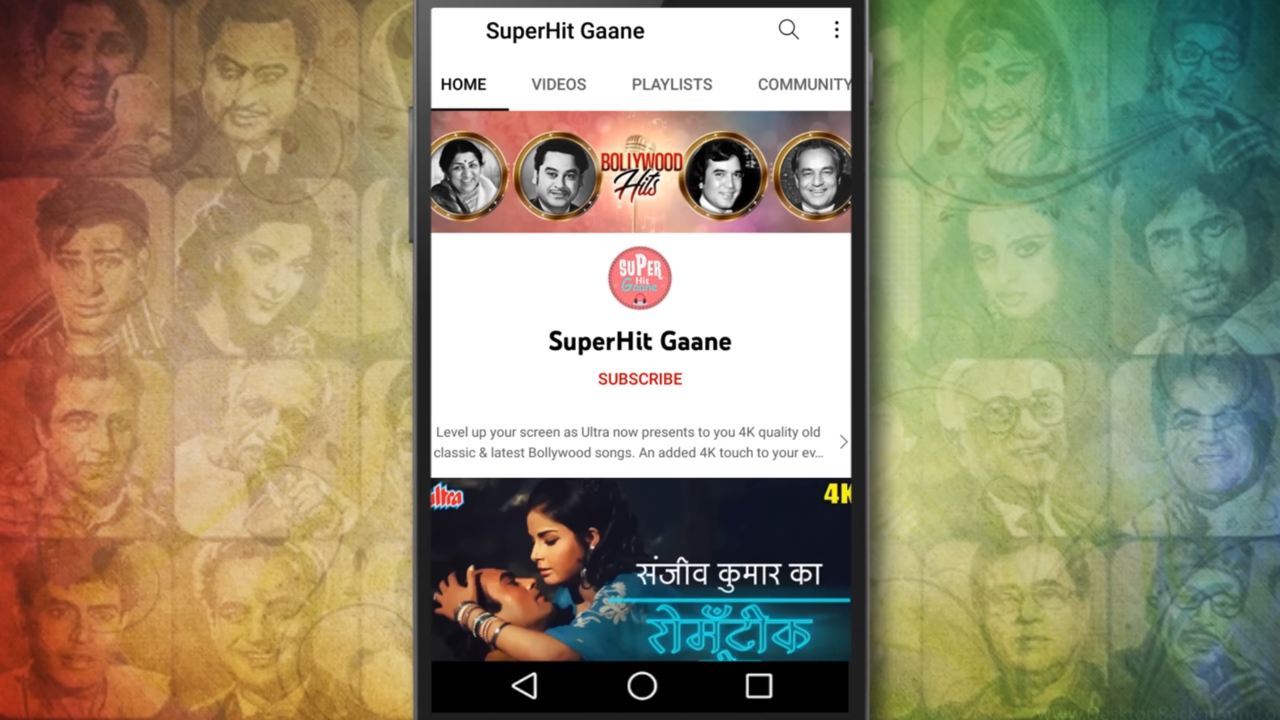 SuperHit Gaane
HOME VIDEOS PLAYLISTS COMMUNITY
BOLLYWOOD
Hits
SUPER
Hit
Gaane
SuperHit Gaane
SUBSCRIBE
Level up your screen as Ultra now presents to you 4K quality old
classic & latest Bollywood songs. An added 4K touch to your ev...
ultra 4K
संजीव कुमार का
रोमँटीक